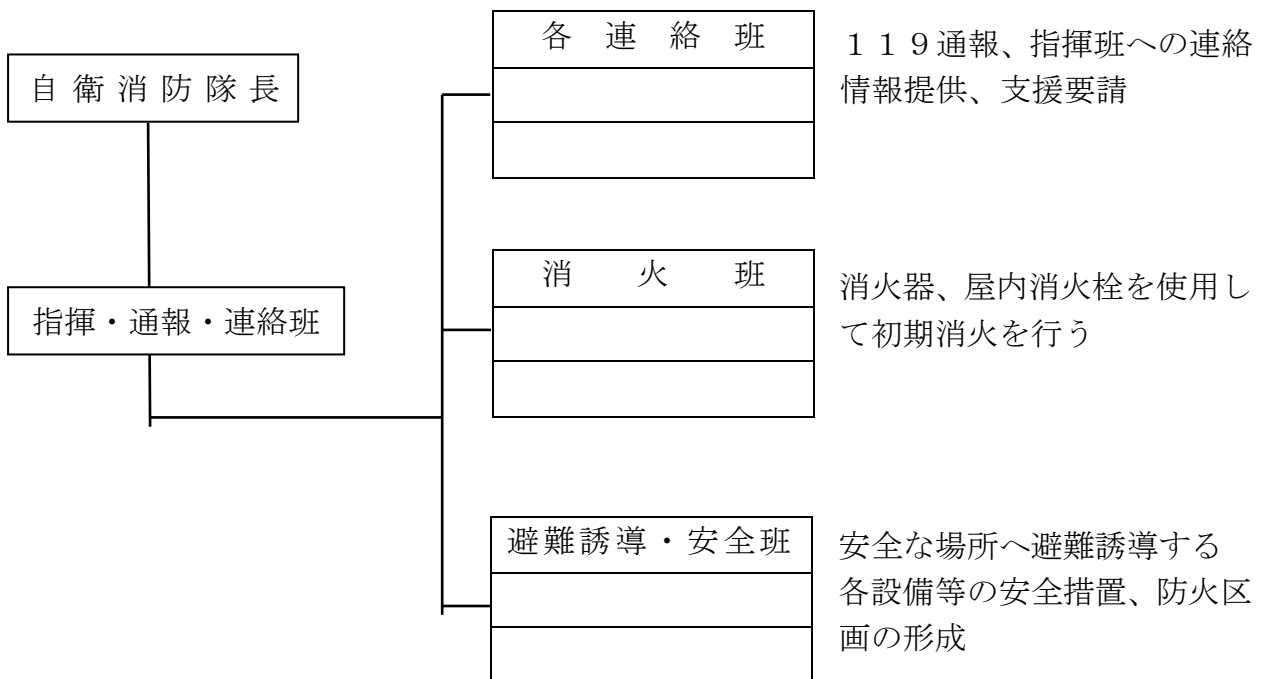 自衛消防隊長
指揮・通報・連絡班
各連絡班
１１９通報、指揮班への連絡
情報提供、支援要請
消火班
消火器、屋内消火栓を使用し
て初期消火を行う
避難誘導・安全班
安全な場所へ避難誘導する
各設備等の安全措置、防火区
画の形成